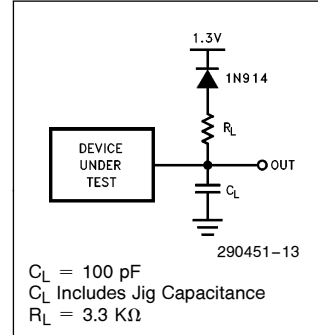 1.3V
1N914
RL
DEVICE
UNDER
TEST
OUT
CL
290451–13
CL = 100 pF
CL Includes Jig Capacitance
RL = 3.3 KΩ